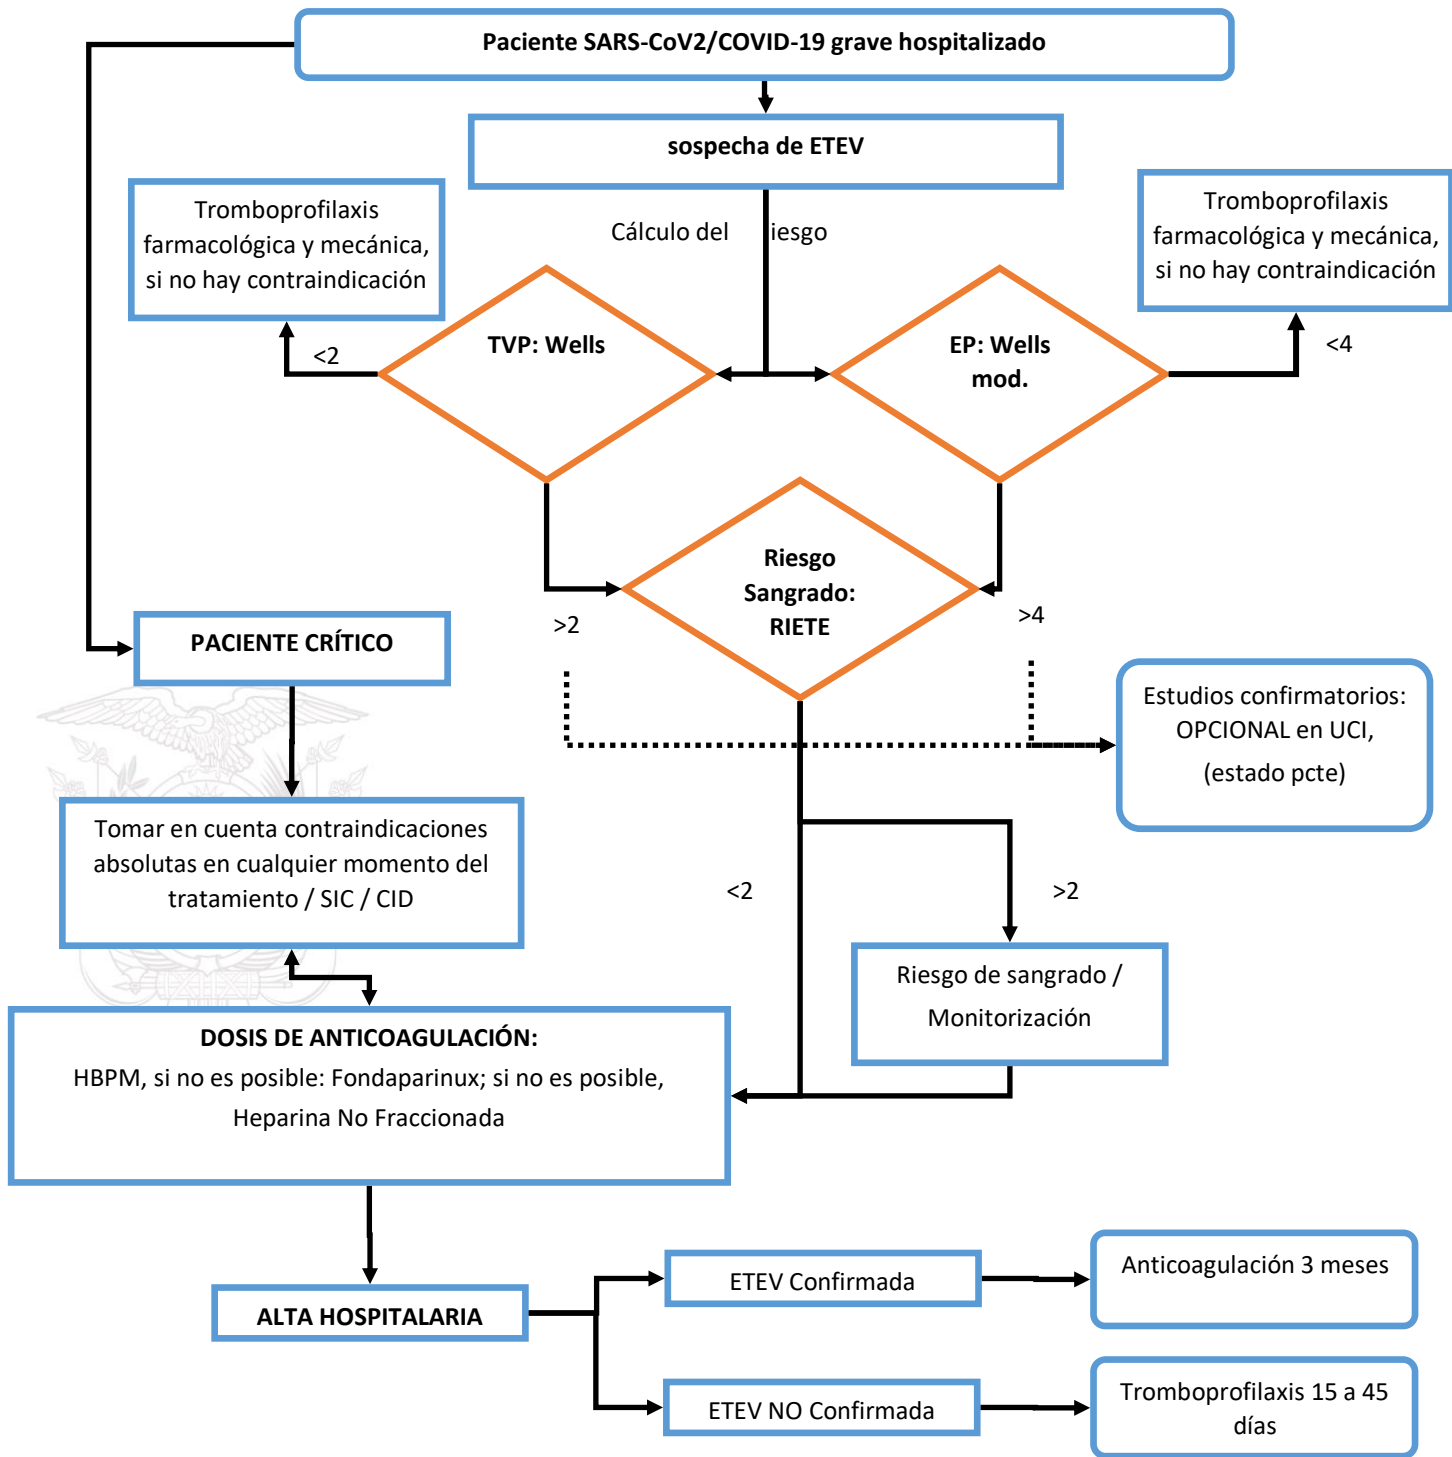 Paciente SARS-CoV2/COVID-19 grave hospitalizado
sospecha de ETEV
Tromboprofilaxis
farmacológica y mecánica,
si no hay contraindicación
Cálculo del iesgo
Tromboprofilaxis
farmacológica y mecánica,
si no hay contraindicación
<2
TVP: Wells
EP: Wells
mod.
<4
Riesgo
Sangrado:
RIETE
>2
>4
PACIENTE CRÍTICO
Estudios confirmatorios:
OPCIONAL en UCI,
(estado pcte)
Tomar en cuenta contraindicaciones
absolutas en cualquier momento del
tratamiento / SIC / CID
<2
>2
Riesgo de sangrado /
Monitorización
DOSIS DE ANTICOAGULACIÓN:
HBPM, si no es posible: Fondaparinux; si no es posible,
Heparina No Fraccionada
ALTA HOSPITALARIA
ETEV Confirmada
Anticoagulación 3 meses
ETEV NO Confirmada
Tromboprofilaxis 15 a 45
días